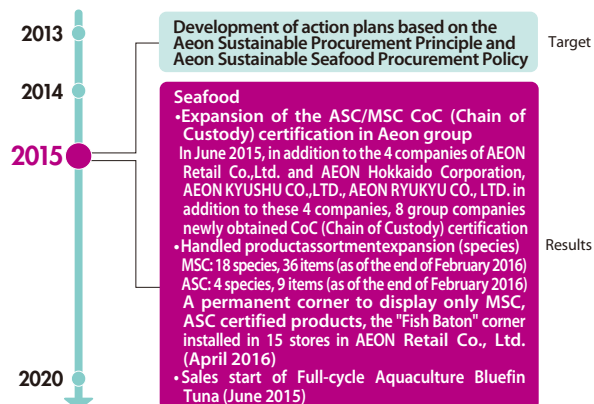 2013
2014
2015
2020
Development of action plans based on the
Aeon Sustainable Procurement Principle and
Aeon Sustainable Seafood Procurement Policy
Target
Seafood
•Expansion of the ASC/MSC CoC (Chain of
Custody) certification in Aeon group
In June 2015, in addition to the 4 companies of AEON
Retail Co.,Ltd. and AEON Hokkaido Corporation,
AEON KYUSHU CO.,LTD., AEON RYUKYU CO., LTD. in
addition to these 4 companies, 8 group companies
newly obtained CoC (Chain of Custody) certification
•Handled productassortmentexpansion (species)
MSC: 18 species, 36 items (as of the end of February 2016)
ASC: 4 species, 9 items (as of the end of February 2016)
A permanent corner to display only MSC,
ASC certified products, the "Fish Baton" corner
installed in 15 stores in AEON Retail Co., Ltd.
(April 2016)
•Sales start of Full-cycle Aquaculture Bluefin
Tuna (June 2015)
Results